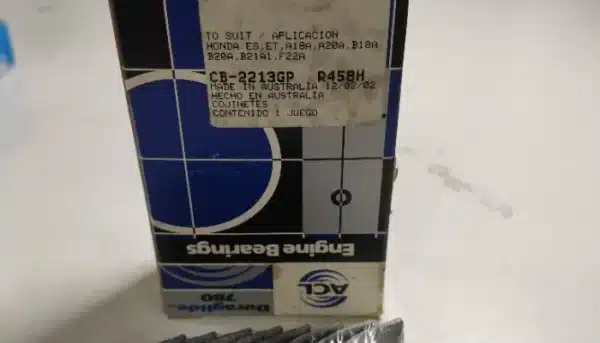 TO SUIT / APLICACION
HONDA ES,ET,A18A,A20A,B18A
B20A,B21A1,F22A
CB-2213GP R458H
MADE IN AUSTRALIA 12/02/02
HECHO EN AUSTRALIA
COJINETES
CONTENIDO 1 JUEGO
O
Engine Bearings
ACL
Duraglide
780